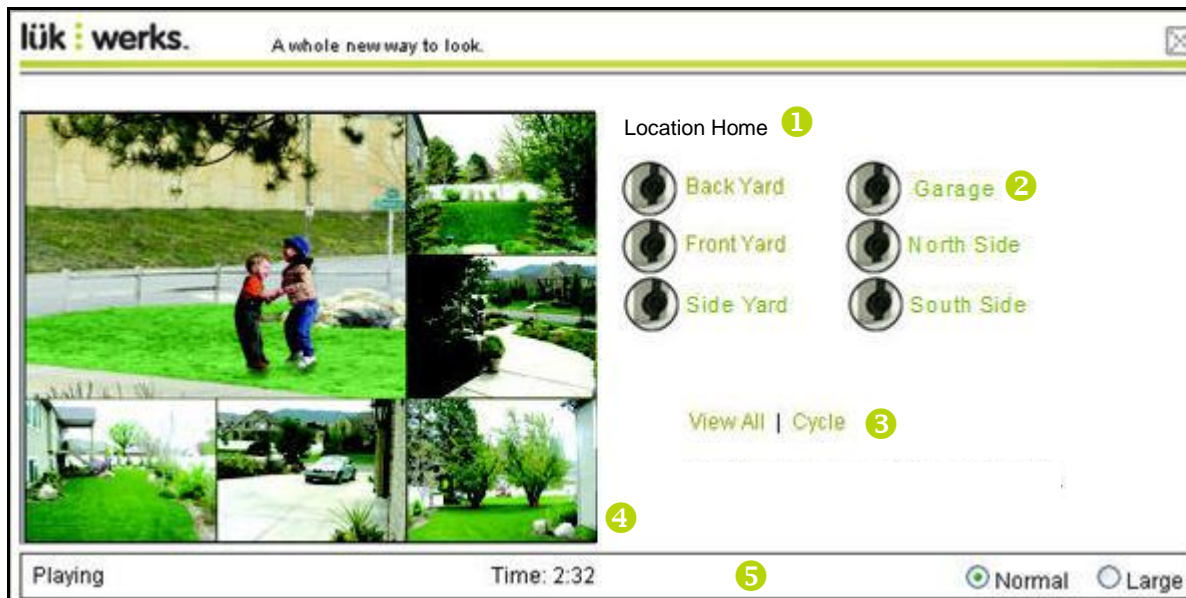 lük werks.
A whole new way to look.
Location Home 1
Back Yard
Garage 2
Front Yard
North Side
Side Yard
South Side
View All | Cycle 3
4
Playing
Time: 2:32
5
Normal
Large